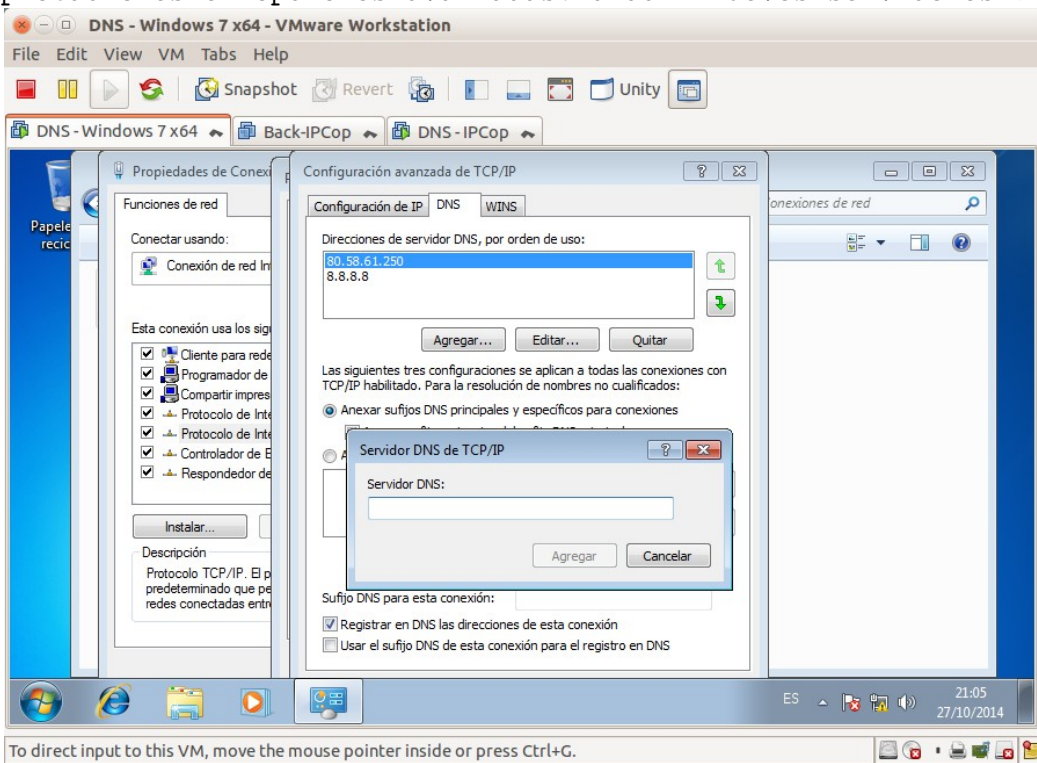 DNS - Windows 7 x64 - VMware Workstation
File Edit View VM Tabs Help
Snapshot Revert Unity
DNS - Windows 7 x64 Back-IPCop DNS - IPCop
Papele
recic
Propiedades de Conexi
Funciones de red
Conectar usando:
Conexión de red In
Esta conexión usa los sigu
Cliente para rede
Programador de
Compartir impres
Protocolo de Inte
Protocolo de Inte
Controlador de E
Respondedor de
Instalar...
Descripción
Protocolo TCP/IP. El p
predeterminado que pe
redes conectadas entr
Configuración avanzada de TCP/IP
Configuración de IP DNS WINS
Direcciones de servidor DNS, por orden de uso:
80.58.61.250
8.8.8.8
Agregar... Editar... Quitar
Las siguientes tres configuraciones se aplican a todas las conexiones con
TCP/IP habilitado. Para la resolución de nombres no cualificados:
Anexar sufijos DNS principales y específicos para conexiones
Servidor DNS de TCP/IP
Servidor DNS:
Agregar Cancelar
Sufijo DNS para esta conexión:
Registrar en DNS las direcciones de esta conexión
Usar el sufijo DNS de esta conexión para el registro en DNS
onexiones de red
ES 21:05
27/10/2014
To direct input to this VM, move the mouse pointer inside or press Ctrl+G.